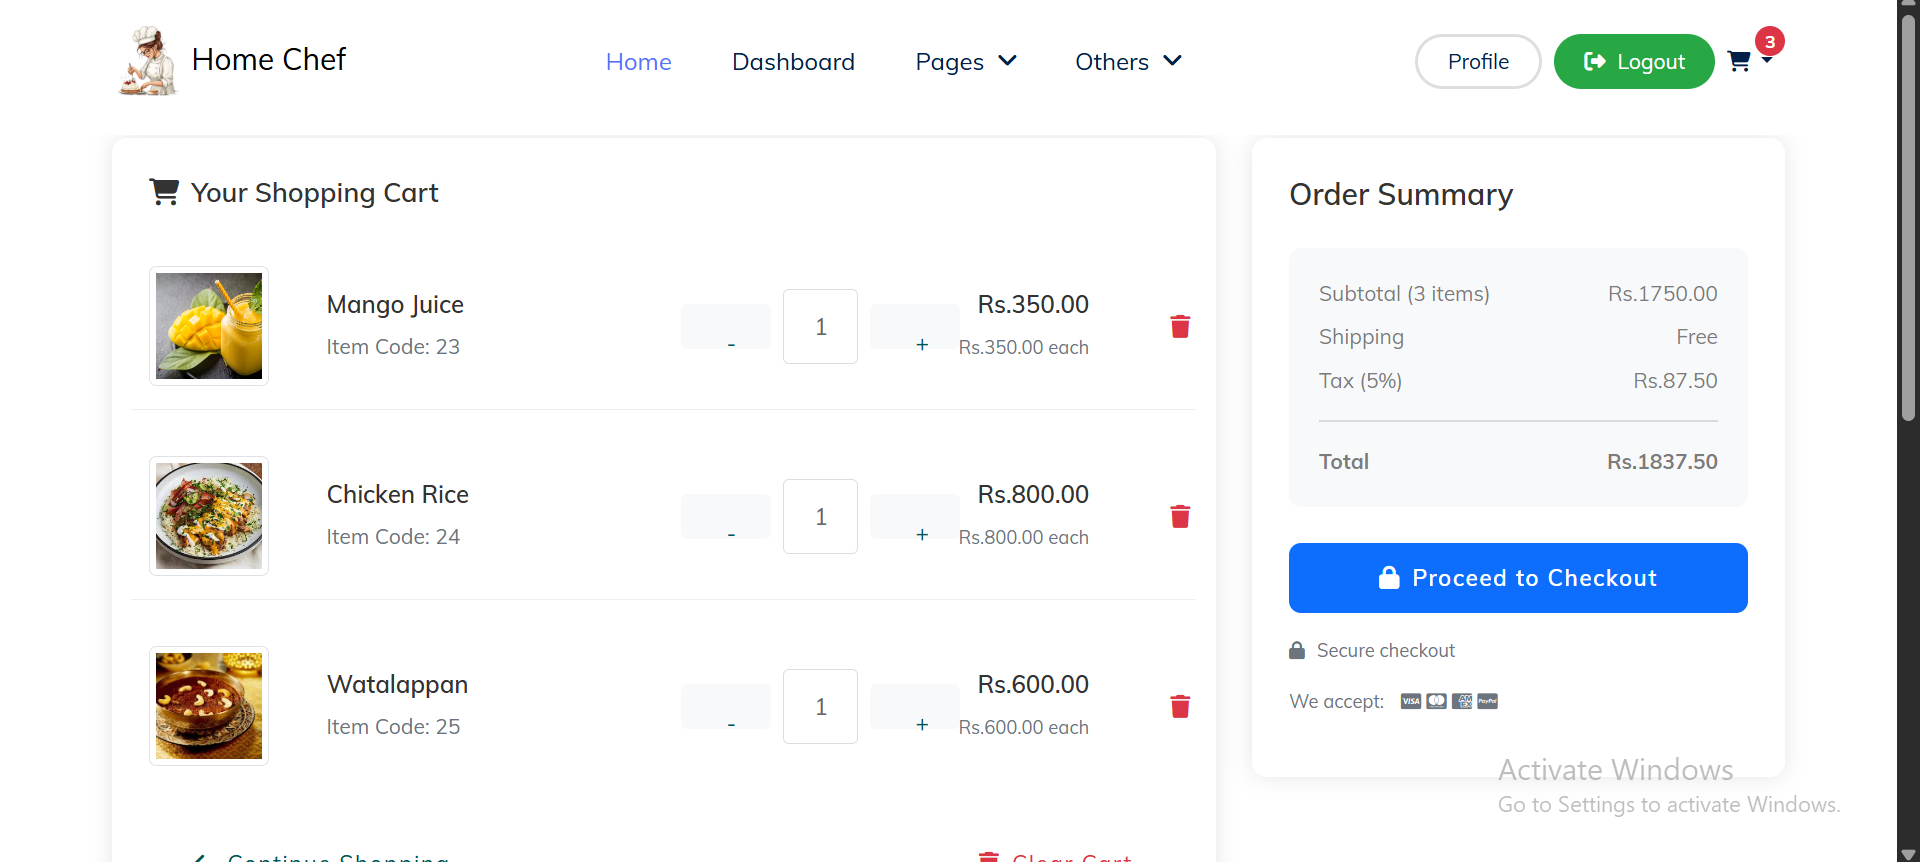 Home Chef
Home
Dashboard
Pages
Others
Profile
Logout
3
Your Shopping Cart
Mango Juice
Item Code: 23
-
1
+
Rs.350.00
Rs.350.00 each
Chicken Rice
Item Code: 24
-
1
+
Rs.800.00
Rs.800.00 each
Watalappan
Item Code: 25
-
1
+
Rs.600.00
Rs.600.00 each
Continue Shopping
Clear Cart
Order Summary
Subtotal (3 items) Rs.1750.00
Shipping Free
Tax (5%) Rs.87.50
Total Rs.1837.50
Proceed to Checkout
Secure checkout
We accept: VISA AMEX PayPal
Activate Windows
Go to Settings to activate Windows.